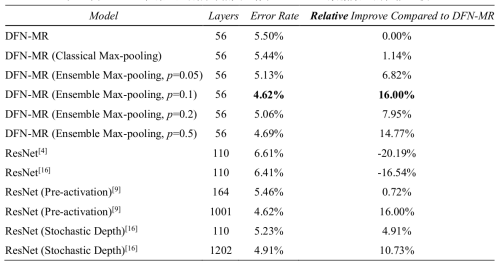 Model Layers Error Rate Relative Improve Compared to DFN-MR
DFN-MR 56 5.50% 0.00%
DFN-MR (Classical Max-pooling) 56 5.44% 1.14%
DFN-MR (Ensemble Max-pooling, p=0.05) 56 5.13% 6.82%
DFN-MR (Ensemble Max-pooling, p=0.1) 56 4.62% 16.00%
DFN-MR (Ensemble Max-pooling, p=0.2) 56 5.06% 7.95%
DFN-MR (Ensemble Max-pooling, p=0.5) 56 4.69% 14.77%
ResNet[4] 110 6.61% -20.19%
ResNet[16] 110 6.41% -16.54%
ResNet (Pre-activation)[9] 164 5.46% 0.72%
ResNet (Pre-activation)[9] 1001 4.62% 16.00%
ResNet (Stochastic Depth)[16] 110 5.23% 4.91%
ResNet (Stochastic Depth)[16] 1202 4.91% 10.73%